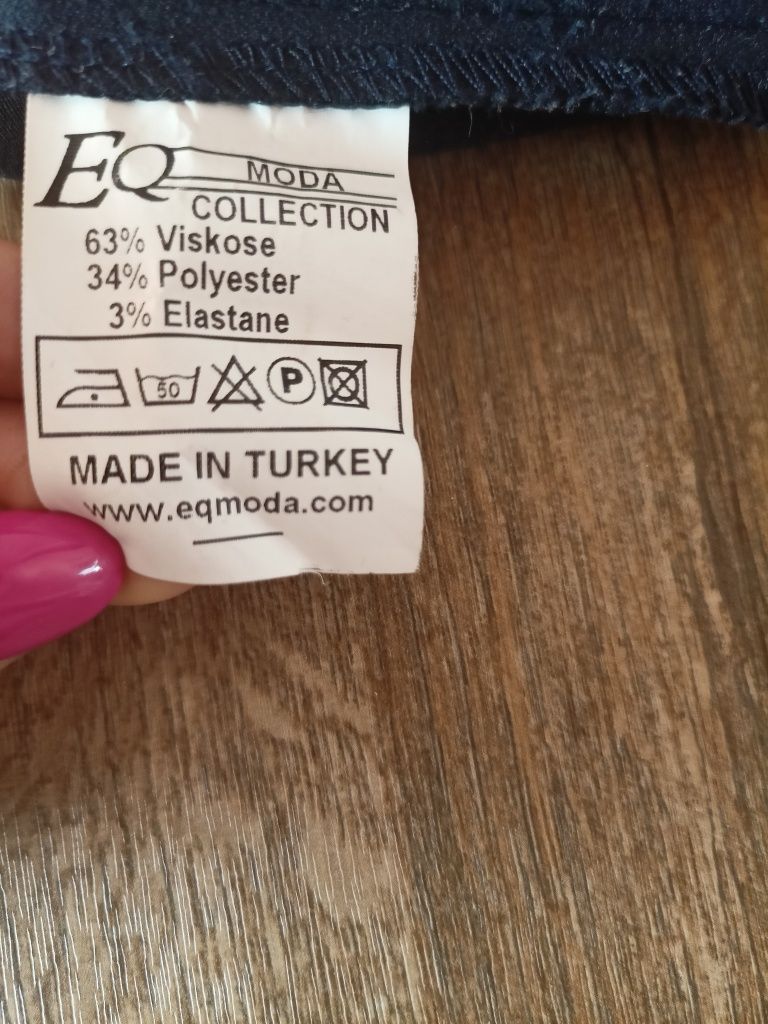 EQ MODA
COLLECTION
63% Viskose
34% Polyester
3% Elastane
50 P
MADE IN TURKEY
www.eqmoda.com